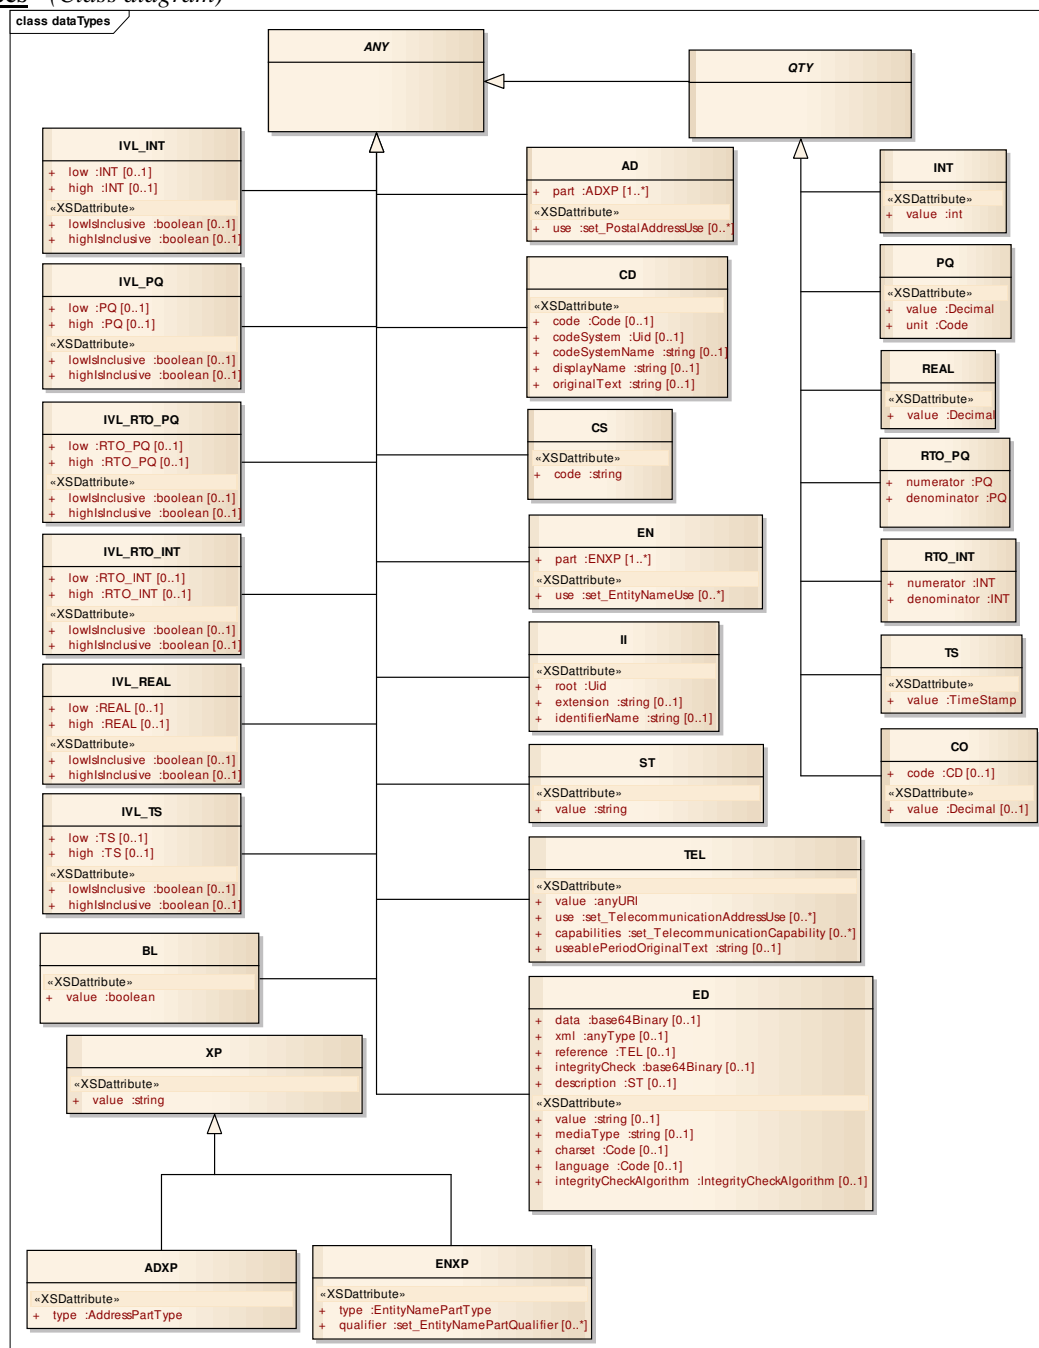 (Class diagram)
class dataTypes
ANY
QTY
IVL_INT
+ low :INT [0..1]
+ high :INT [0..1]
«XSDattribute»
+ lowIsInclusive :boolean [0..1]
+ highIsInclusive :boolean [0..1]
IVL_PQ
+ low :PQ [0..1]
+ high :PQ [0..1]
«XSDattribute»
+ lowIsInclusive :boolean [0..1]
+ highIsInclusive :boolean [0..1]
IVL_RTO_PQ
+ low :RTO_PQ [0..1]
+ high :RTO_PQ [0..1]
«XSDattribute»
+ lowIsInclusive :boolean [0..1]
+ highIsInclusive :boolean [0..1]
IVL_RTO_INT
+ low :RTO_INT [0..1]
+ high :RTO_INT [0..1]
«XSDattribute»
+ lowIsInclusive :boolean [0..1]
+ highIsInclusive :boolean [0..1]
IVL_REAL
+ low :REAL [0..1]
+ high :REAL [0..1]
«XSDattribute»
+ lowIsInclusive :boolean [0..1]
+ highIsInclusive :boolean [0..1]
IVL_TS
+ low :TS [0..1]
+ high :TS [0..1]
«XSDattribute»
+ lowIsInclusive :boolean [0..1]
+ highIsInclusive :boolean [0..1]
BL
«XSDattribute»
+ value :boolean
XP
«XSDattribute»
+ value :string
ADXP
«XSDattribute»
+ type :AddressPartType
ENXP
«XSDattribute»
+ type :EntityNamePartType
+ qualifier :set_EntityNamePartQualifier [0..*]
AD
+ part :ADXP [1..*]
«XSDattribute»
+ use :set_PostalAddressUse [0..*]
CD
«XSDattribute»
+ code :Code [0..1]
+ codeSystem :Uid [0..1]
+ codeSystemName :string [0..1]
+ displayName :string [0..1]
+ originalText :string [0..1]
CS
«XSDattribute»
+ code :string
EN
+ part :ENXP [1..*]
«XSDattribute»
+ use :set_EntityNameUse [0..*]
II
«XSDattribute»
+ root :Uid
+ extension :string [0..1]
+ identifierName :string [0..1]
ST
«XSDattribute»
+ value :string
TEL
«XSDattribute»
+ value :anyURI
+ use :set_TelecommunicationAddressUse [0..*]
+ capabilities :set_TelecommunicationCapability [0..*]
+ useablePeriodOriginalText :string [0..1]
ED
+ data :base64Binary [0..1]
+ xml :anyType [0..1]
+ reference :TEL [0..1]
+ integrityCheck :base64Binary [0..1]
+ description :ST [0..1]
«XSDattribute»
+ value :string [0..1]
+ mediaType :string [0..1]
+ charset :Code [0..1]
+ language :Code [0..1]
+ integrityCheckAlgorithm :IntegrityCheckAlgorithm [0..1]
INT
«XSDattribute»
+ value :int
PQ
«XSDattribute»
+ value :Decimal
+ unit :Code
REAL
«XSDattribute»
+ value :Decimal
RTO_PQ
+ numerator :PQ
+ denominator :PQ
RTO_INT
+ numerator :INT
+ denominator :INT
TS
«XSDattribute»
+ value :TimeStamp
CO
+ code :CD [0..1]
«XSDattribute»
+ value :Decimal [0..1]